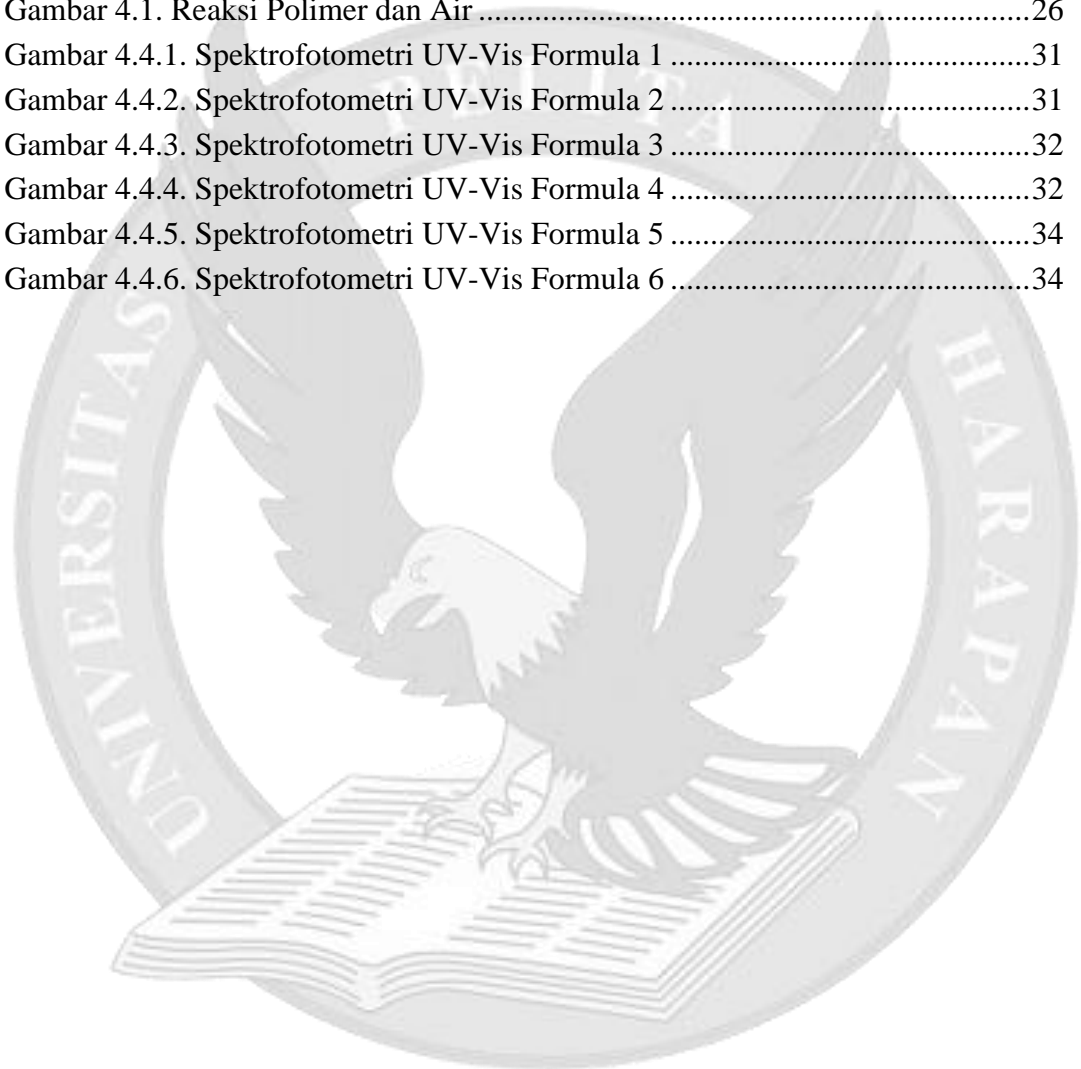 Gambar 4.1. Reaksi Polimer dan Air ....................................................................26
Gambar 4.4.1. Spektrofotometri UV-Vis Formula 1 ............................................31
Gambar 4.4.2. Spektrofotometri UV-Vis Formula 2 ............................................31
Gambar 4.4.3. Spektrofotometri UV-Vis Formula 3 ............................................32
Gambar 4.4.4. Spektrofotometri UV-Vis Formula 4 ............................................32
Gambar 4.4.5. Spektrofotometri UV-Vis Formula 5 ............................................34
Gambar 4.4.6. Spektrofotometri UV-Vis Formula 6 ............................................34
UNIVERSITAS PELITA HARAPAN